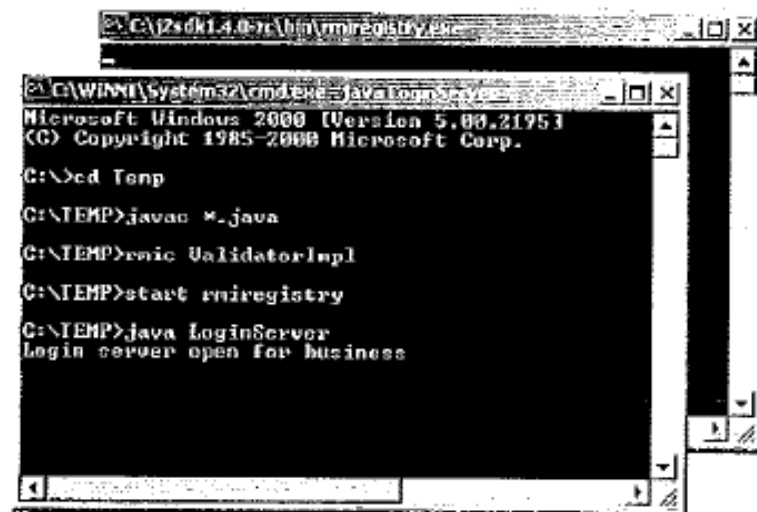 C:\j2sdk1.4.0-rc\bin\rmiregistry.exe
C:\WINNT\System32\cmd.exe - java LoginServer
Microsoft Windows 2000 [Version 5.00.2195]
(C) Copyright 1985-2000 Microsoft Corp.
C:\>cd Temp
C:\TEMP>javac *.java
C:\TEMP>rmic ValidatorImpl
C:\TEMP>start rmiregistry
C:\TEMP>java LoginServer
Login server open for business